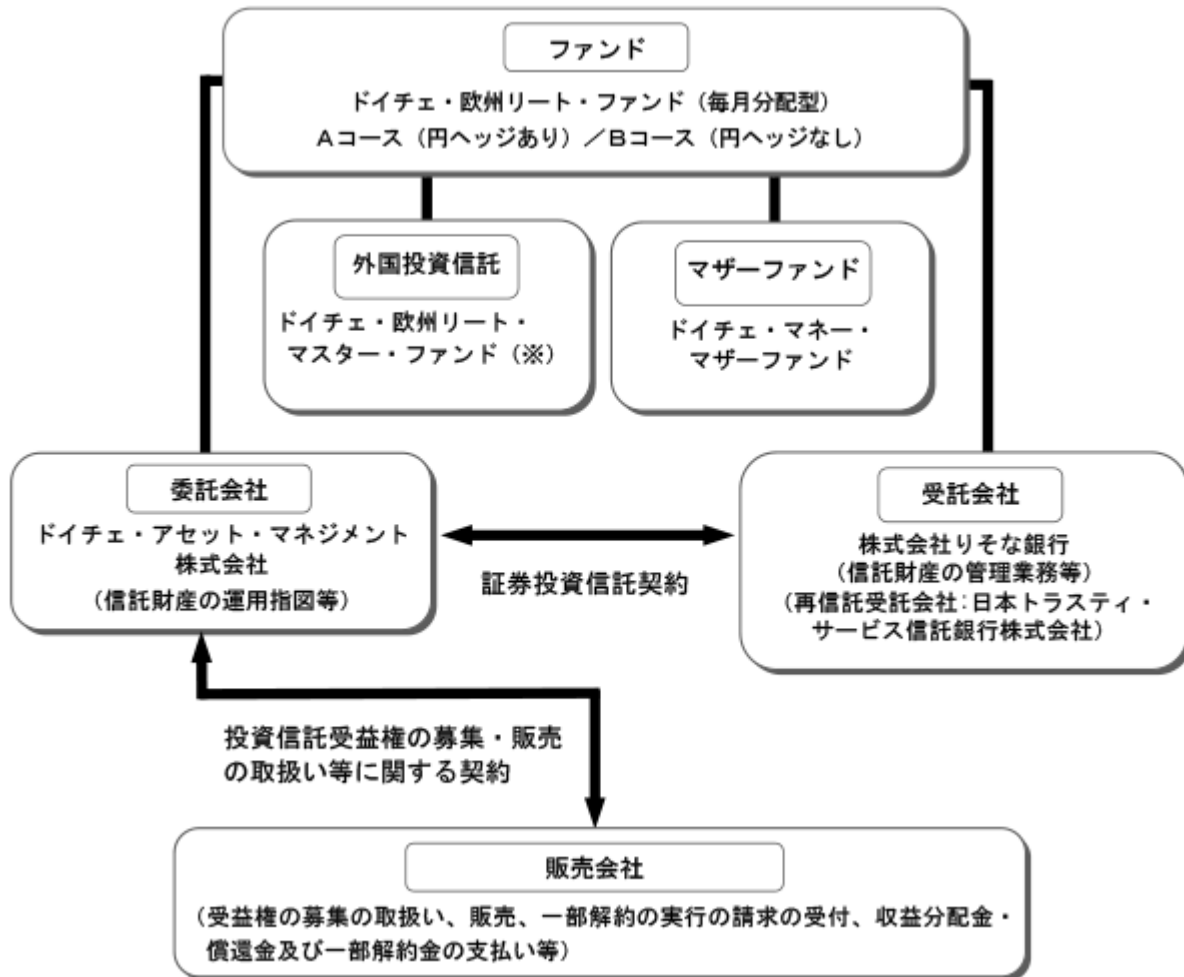 ファンド
ドイチェ・欧州リート・ファンド（毎月分配型）
Aコース（円ヘッジあり）／Bコース（円ヘッジなし）
外国投資信託
ドイチェ・欧州リート・
マスター・ファンド（※）
マザーファンド
ドイチェ・マネー・
マザーファンド
委託会社
ドイチェ・アセット・マネジメント
株式会社
（信託財産の運用指図等）
証券投資信託契約
受託会社
株式会社りそな銀行
（信託財産の管理業務等）
（再信託受託会社：日本トラスティ・
サービス信託銀行株式会社）
投資信託受益権の募集・販売
の取扱い等に関する契約
販売会社
（受益権の募集の取扱い、販売、一部解約の実行の請求の受付、収益分配金・
償還金及び一部解約金の支払い等）